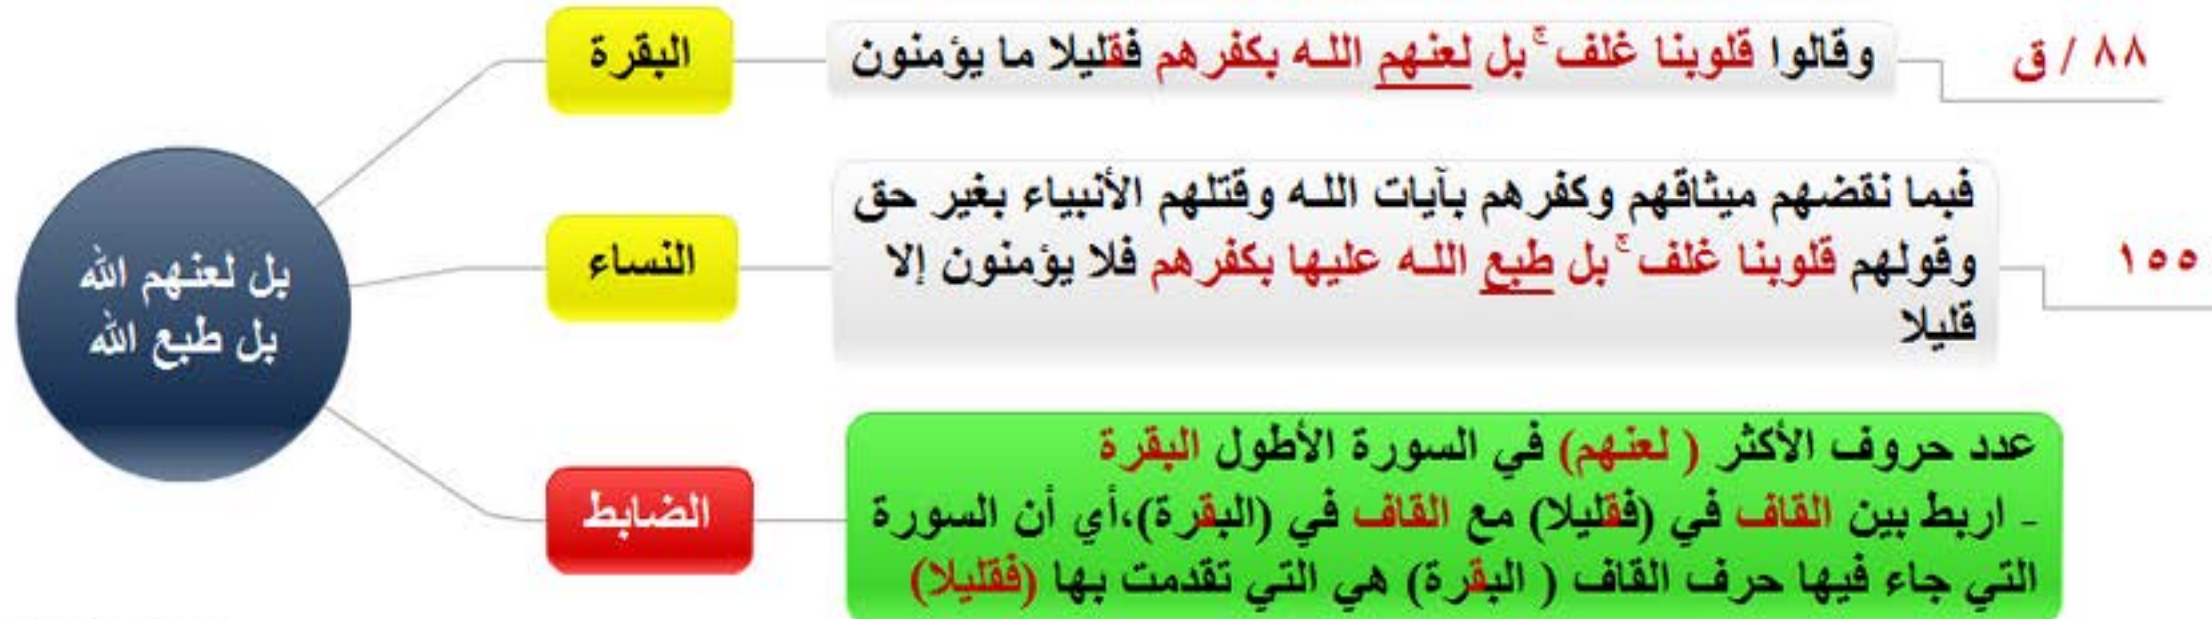 بل لعنهم الله
بل طبع الله
البقرة
وقالوا قلوبنا غلف ۚ بل لعنهم الله بكفرهم فقليلا ما يؤمنون
٨٨ / ق
النساء
فبما نقضهم ميثاقهم وكفرهم بآيات الله وقتلهم الأنبياء بغير حق
وقولهم قلوبنا غلف ۚ بل طبع الله عليها بكفرهم فلا يؤمنون إلا
قليلا
١٥٥
الضابط
عدد حروف الأكثر ( لعنهم) في السورة الأطول البقرة
- اربط بين القاف في (فقليلا) مع القاف في (البقرة)،أي أن السورة
التي جاء فيها حرف القاف ( البقرة) هي التي تقدمت بها (فقليلا)